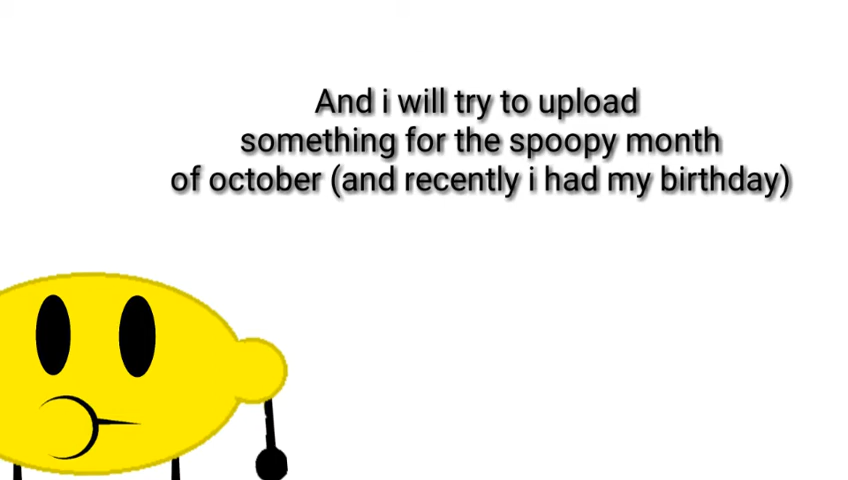 And i will try to upload
something for the spoopy month
of october (and recently i had my birthday)